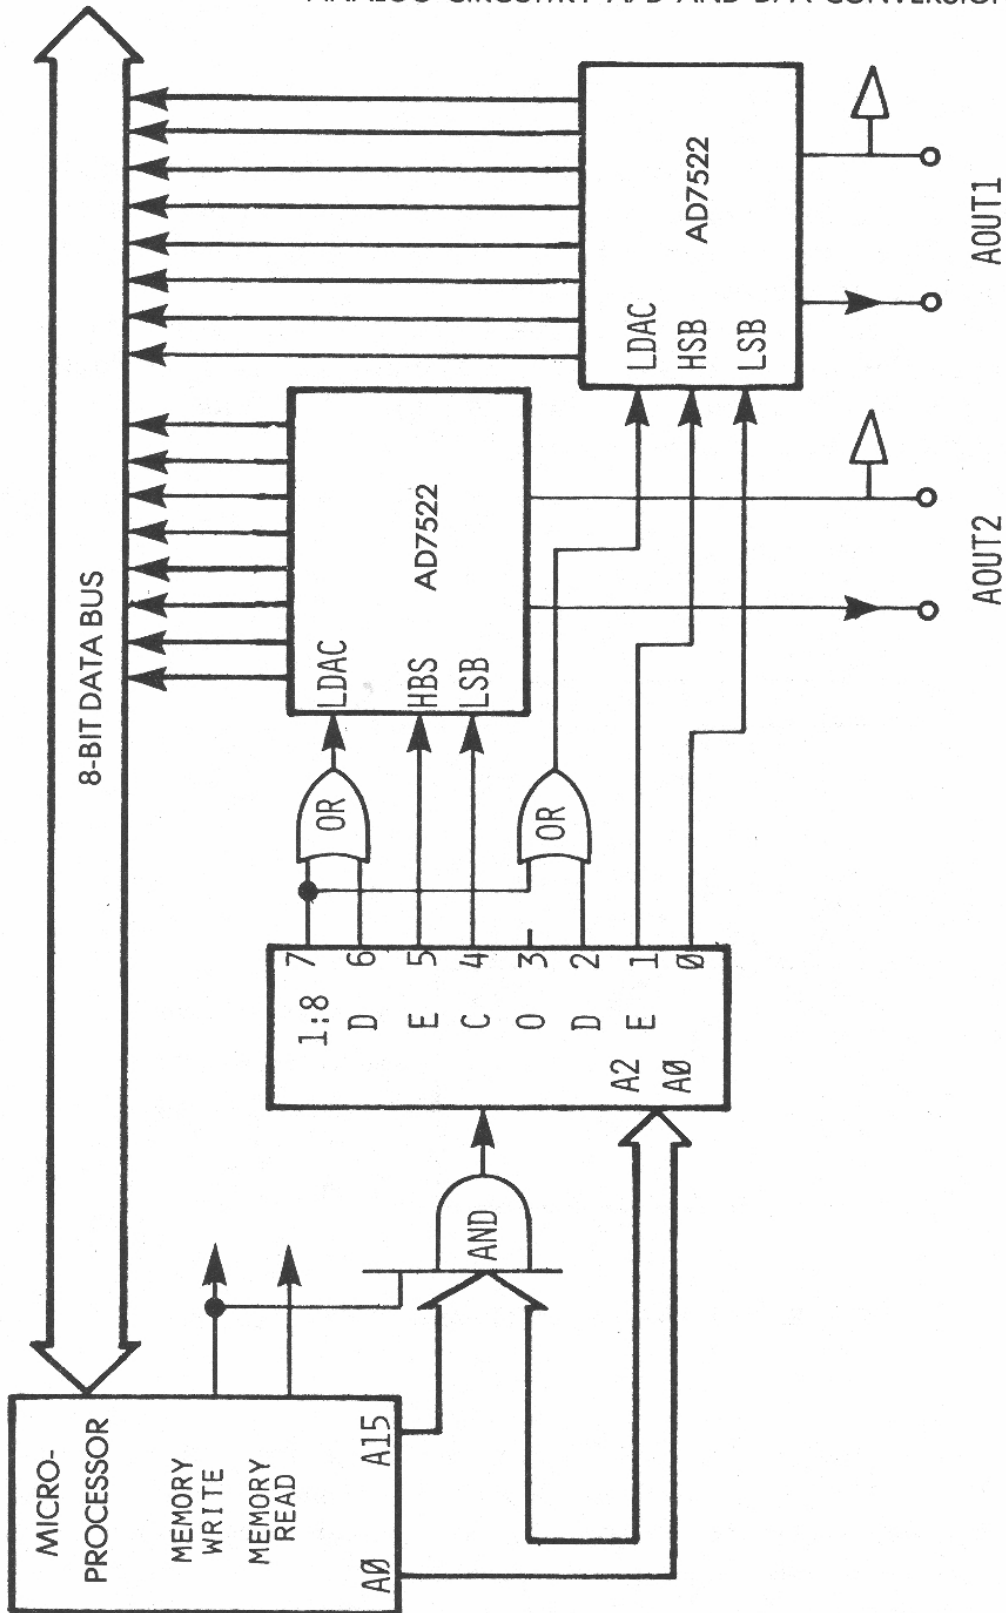 ANALOG CIRCUITRY A/D AND D/A CONVERSION
8-BIT DATA BUS
MICRO-
PROCESSOR
MEMORY
WRITE
MEMORY
READ
AØ
A15
AND
1:8
D
E
C
O
D
E
A2
AØ
7
6
5
4
3
2
1
Ø
OR
OR
LDAC
HBS
LSB
AD7522
LDAC
HSB
LSB
AD7522
AOUT2
AOUT1